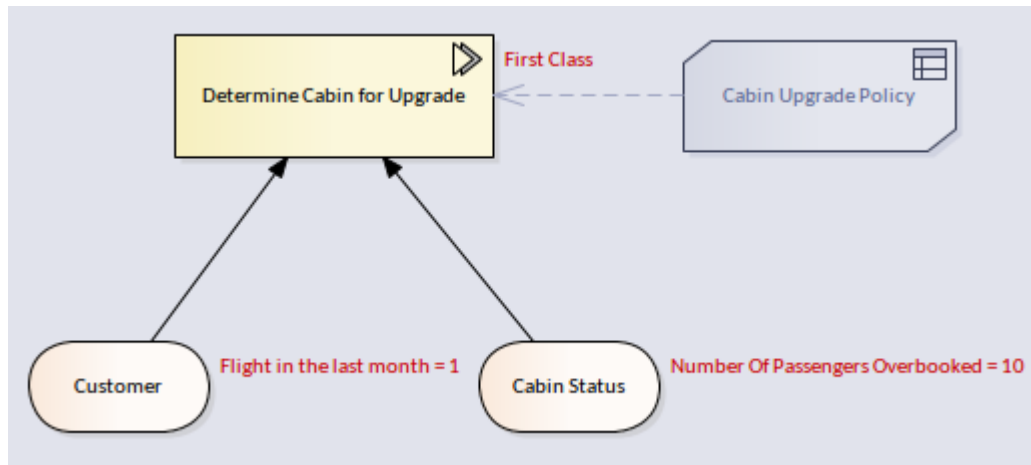 First Class
Determine Cabin for Upgrade
Cabin Upgrade Policy
Customer
Flight in the last month = 1
Cabin Status
Number Of Passengers Overbooked = 10